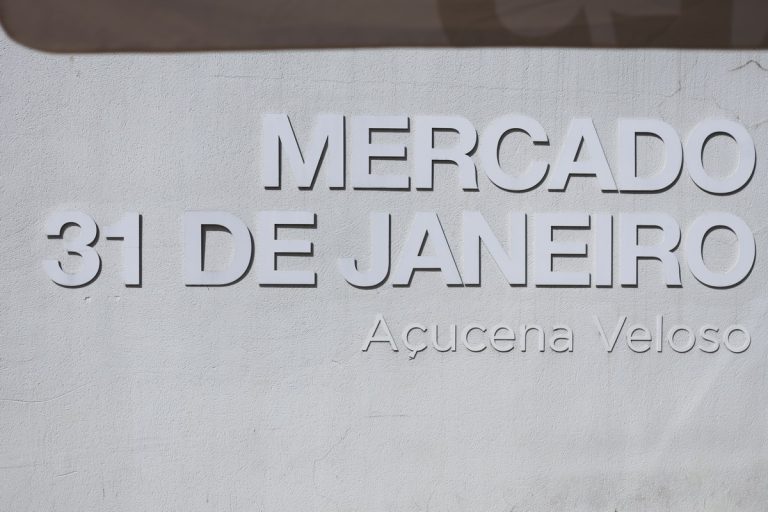 MERCADO
31 DE JANEIRO
Açucena Veloso